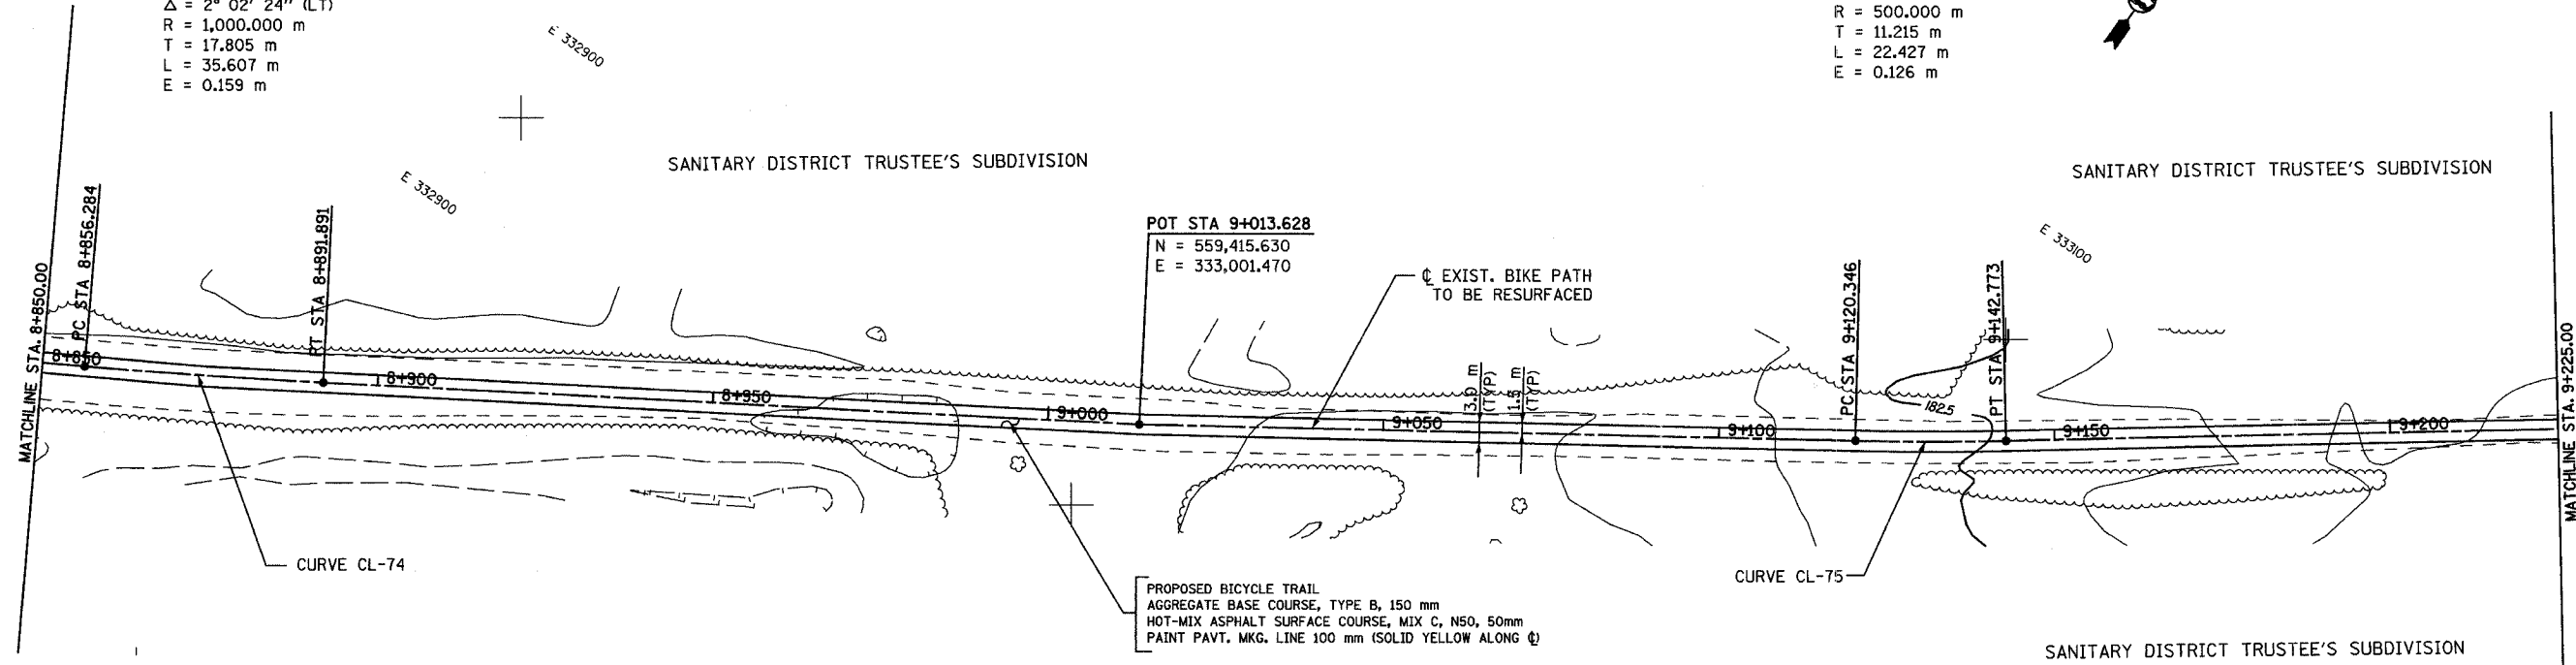 Δ = 2° 02' 24" (LT)
R = 1,000.000 m
T = 17.805 m
L = 35.607 m
E = 0.159 m
R = 500.000 m
T = 11.215 m
L = 22.427 m
E = 0.126 m
E 332900
SANITARY DISTRICT TRUSTEE'S SUBDIVISION
SANITARY DISTRICT TRUSTEE'S SUBDIVISION
E 332900
MATCHLINE STA. 8+850.00
PC STA 8+856.284
PT STA 8+891.891
POT STA 9+013.628
N = 559,415.630
E = 333,001.470
℄ EXIST. BIKE PATH
TO BE RESURFACED
E 333100
PC STA 9+120.346
PT STA 9+142.773
MATCHLINE STA. 9+225.00
3.0 m
(TYP)
1.5 m
(TYP)
8+850
8+900
8+950
9+000
9+050
9+100
9+150
9+200
182.5
CURVE CL-74
CURVE CL-75
PROPOSED BICYCLE TRAIL
AGGREGATE BASE COURSE, TYPE B, 150 mm
HOT-MIX ASPHALT SURFACE COURSE, MIX C, N50, 50mm
PAINT PAVT. MKG. LINE 100 mm (SOLID YELLOW ALONG ℄)
SANITARY DISTRICT TRUSTEE'S SUBDIVISION